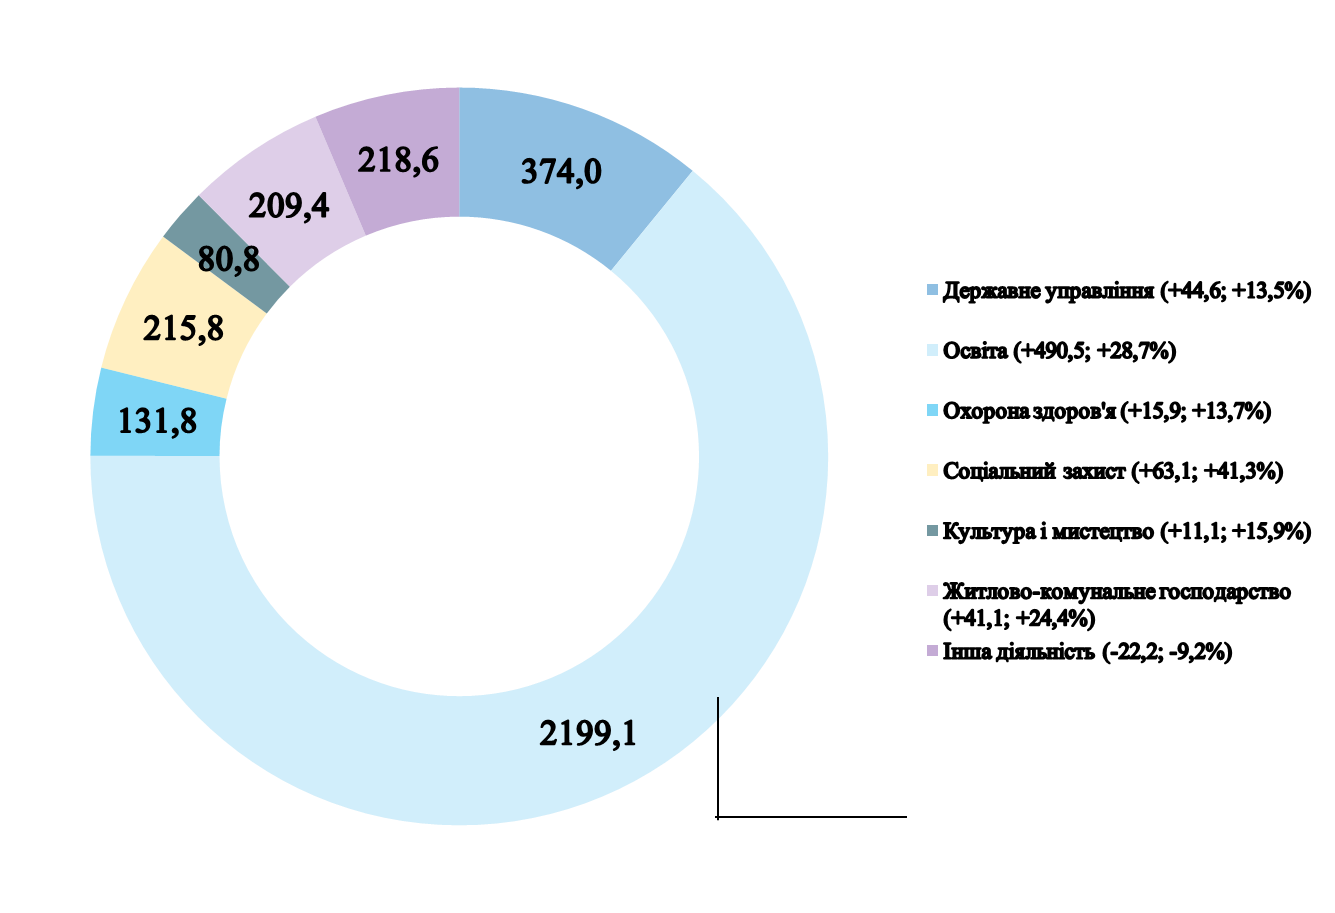 218,6
374,0
209,4
80,8
215,8
131,8
2199,1
Державне управління (+44,6; +13,5%)
Освіта (+490,5; +28,7%)
Охорона здоров'я (+15,9; +13,7%)
Соціальний захист (+63,1; +41,3%)
Культура і мистецтво (+11,1; +15,9%)
Житлово-комунальне господарство
(+41,1; +24,4%)
Інша діяльність (-22,2; -9,2%)